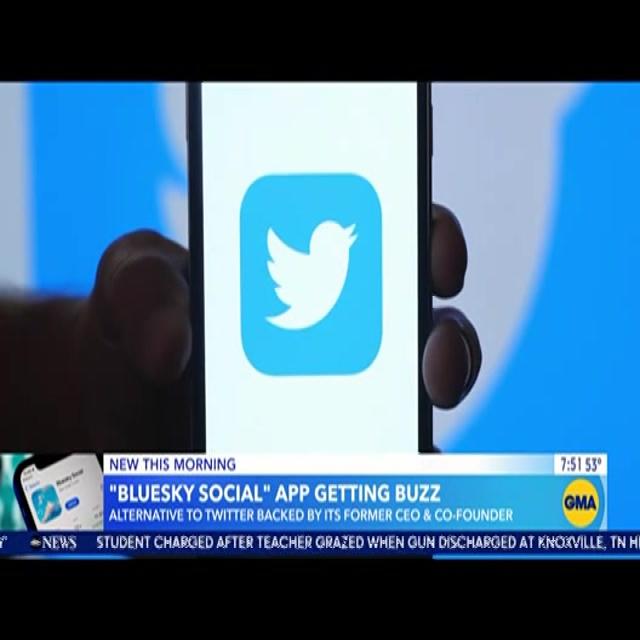 NEW THIS MORNING
7:51 53°
"BLUESKY SOCIAL" APP GETTING BUZZ
ALTERNATIVE TO TWITTER BACKED BY ITS FORMER CEO & CO-FOUNDER
GMA
NEWS STUDENT CHARGED AFTER TEACHER GRAZED WHEN GUN DISCHARGED AT KNOXVILLE, TN